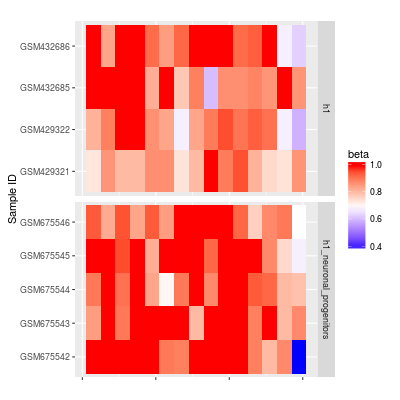 GSM432686
GSM432685
GSM429322
GSM429321
h1
GSM675546
GSM675545
GSM675544
GSM675543
GSM675542
h1_neuronal_progenitors
Sample ID
beta
1.0
0.8
0.6
0.4